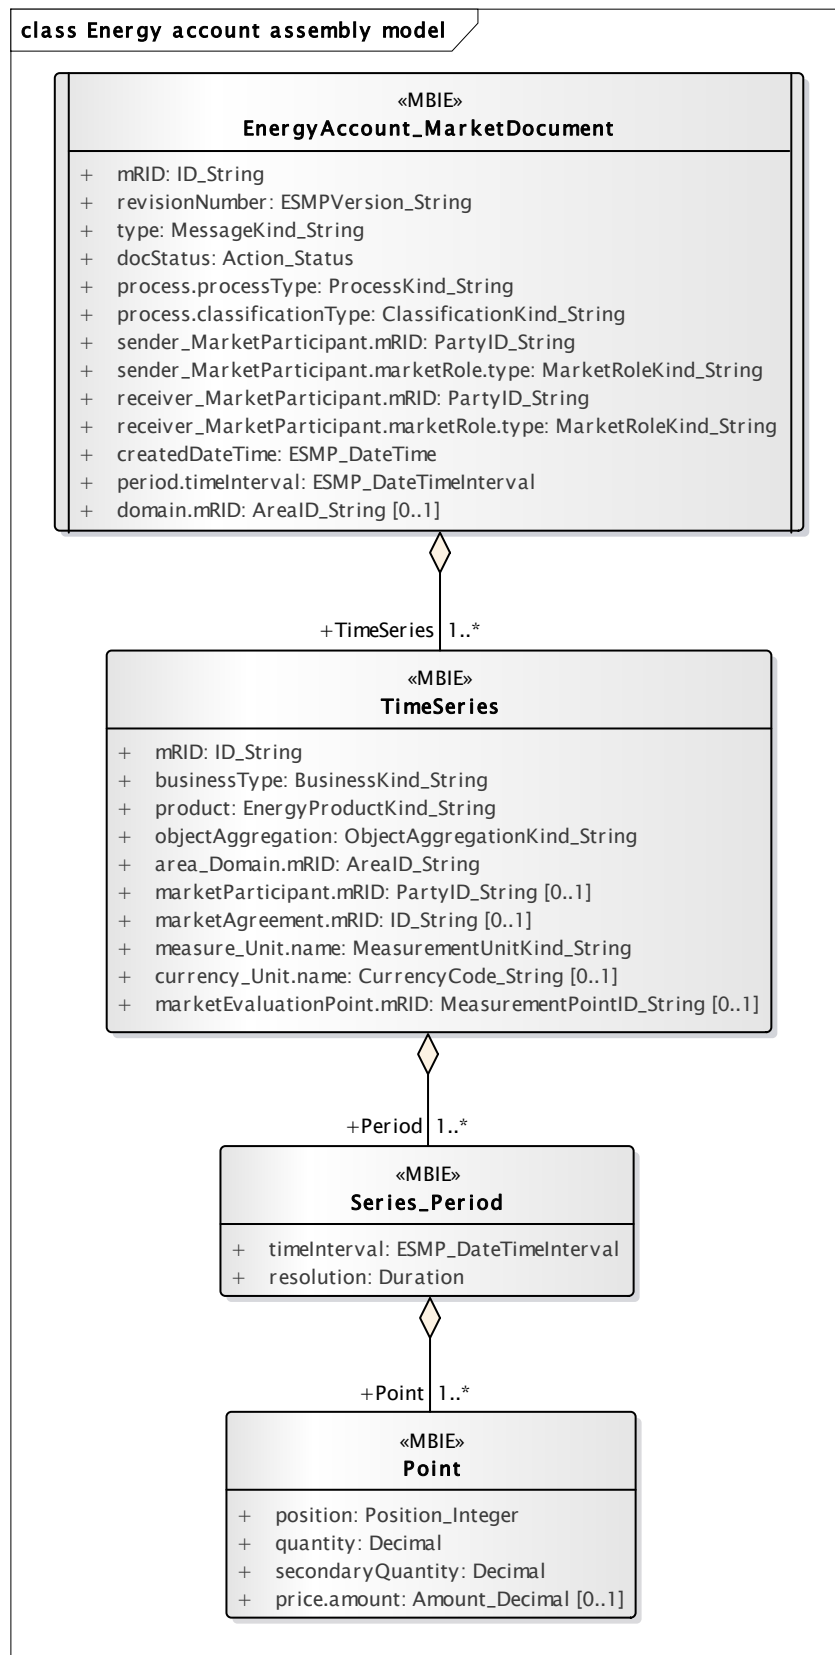 class Energy account assembly model
«MBIE»
EnergyAccount_MarketDocument
+ mRID: ID_String
+ revisionNumber: ESMPVersion_String
+ type: MessageKind_String
+ docStatus: Action_Status
+ process.processType: ProcessKind_String
+ process.classificationType: ClassificationKind_String
+ sender_MarketParticipant.mRID: PartyID_String
+ sender_MarketParticipant.marketRole.type: MarketRoleKind_String
+ receiver_MarketParticipant.mRID: PartyID_String
+ receiver_MarketParticipant.marketRole.type: MarketRoleKind_String
+ createdDateTime: ESMP_DateTime
+ period.timeInterval: ESMP_DateTimeInterval
+ domain.mRID: AreaID_String [0..1]
+TimeSeries 1..*
«MBIE»
TimeSeries
+ mRID: ID_String
+ businessType: BusinessKind_String
+ product: EnergyProductKind_String
+ objectAggregation: ObjectAggregationKind_String
+ area_Domain.mRID: AreaID_String
+ marketParticipant.mRID: PartyID_String [0..1]
+ marketAgreement.mRID: ID_String [0..1]
+ measure_Unit.name: MeasurementUnitKind_String
+ currency_Unit.name: CurrencyCode_String [0..1]
+ marketEvaluationPoint.mRID: MeasurementPointID_String [0..1]
+Period 1..*
«MBIE»
Series_Period
+ timeInterval: ESMP_DateTimeInterval
+ resolution: Duration
+Point 1..*
«MBIE»
Point
+ position: Position_Integer
+ quantity: Decimal
+ secondaryQuantity: Decimal
+ price.amount: Amount_Decimal [0..1]